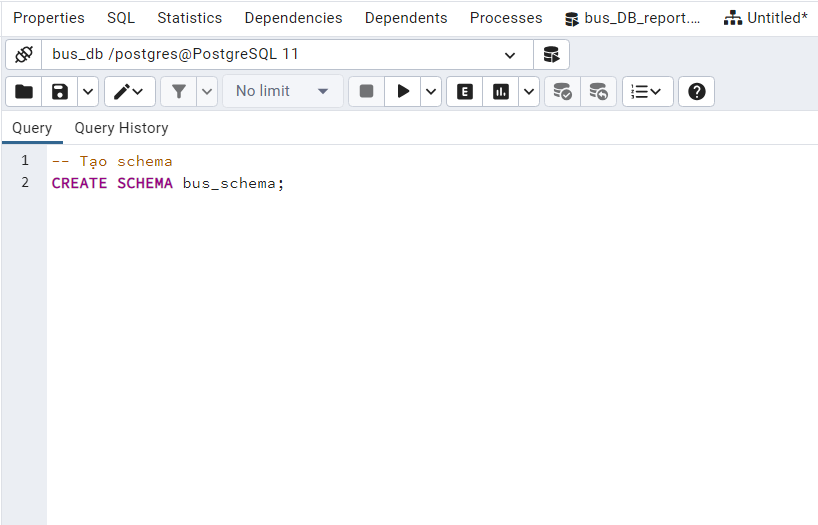 Properties SQL Statistics Dependencies Dependents Processes bus_DB_report.... Untitled*
bus_db /postgres@PostgreSQL 11
No limit E
Query Query History
1 -- Tạo schema
2 CREATE SCHEMA bus_schema;